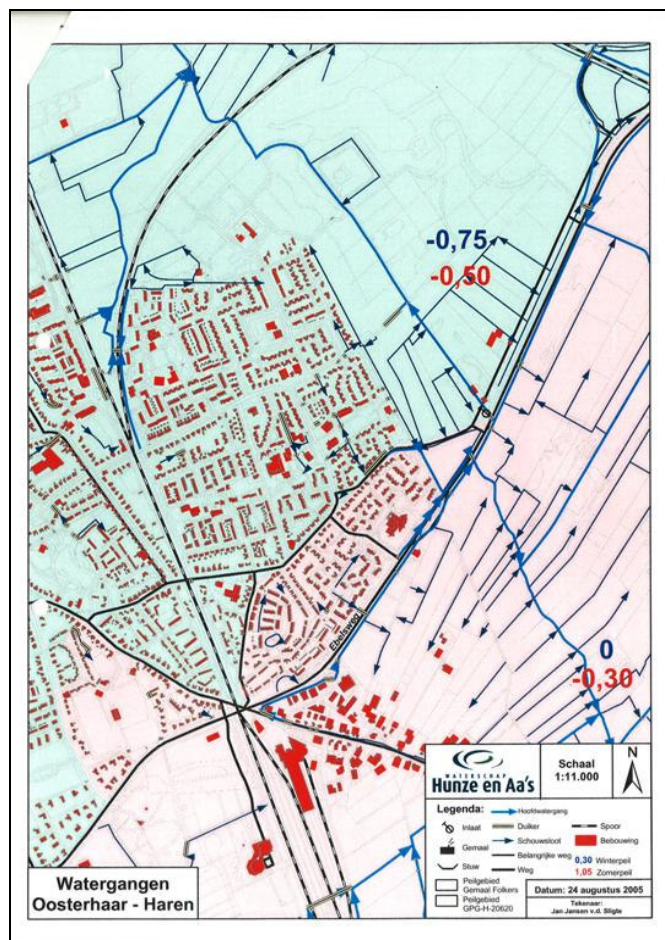 -0,75
-0,50
Ebelsweg
0
-0,30
WATERSCHAP
Hunze en Aa's
Schaal
1:11.000
N
Legenda:
Hoofdwatergang
Inlaat
Duiker
Spoor
Gemaal
Schouwsloot
Bebouwing
Stuw
Belangrijke weg
0,30 Winterpeil
Weg
1,05 Zomerpeil
Peilgebied
Gemaal Folkers
Peilgebied
GPG-H-20620
Datum: 24 augustus 2005
Tekenaar:
Jan Jansen v.d. Sligte
Watergangen
Oosterhaar - Haren